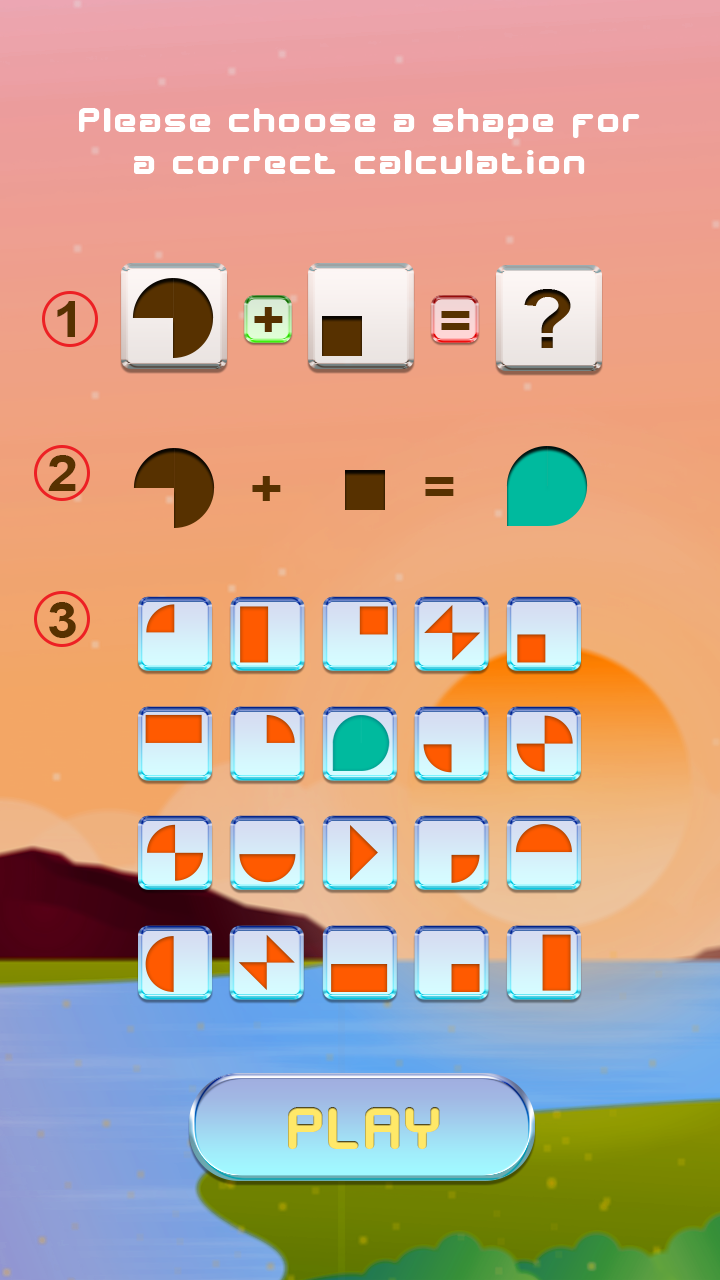 Please choose a shape for
a correct calculation
1 + = ?
2 + =
3
PLAY